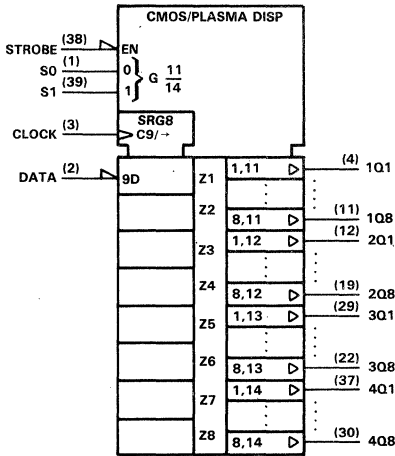 CMOS/PLASMA DISP
STROBE (38) EN
S0 (1) 0
S1 (39) 1
G 11/14
SRG8
CLOCK (3) C9/→
DATA (2) 9D
Z1 1,11 ▷ (4) 1Q1
Z2 8,11 ▷ (11) 1Q8
1,12 ▷ (12) 2Q1
Z3
Z4 8,12 ▷ (19) 2Q8
Z5 1,13 ▷ (29) 3Q1
Z6 8,13 ▷ (22) 3Q8
1,14 ▷ (37) 4Q1
Z7
Z8 8,14 ▷ (30) 4Q8